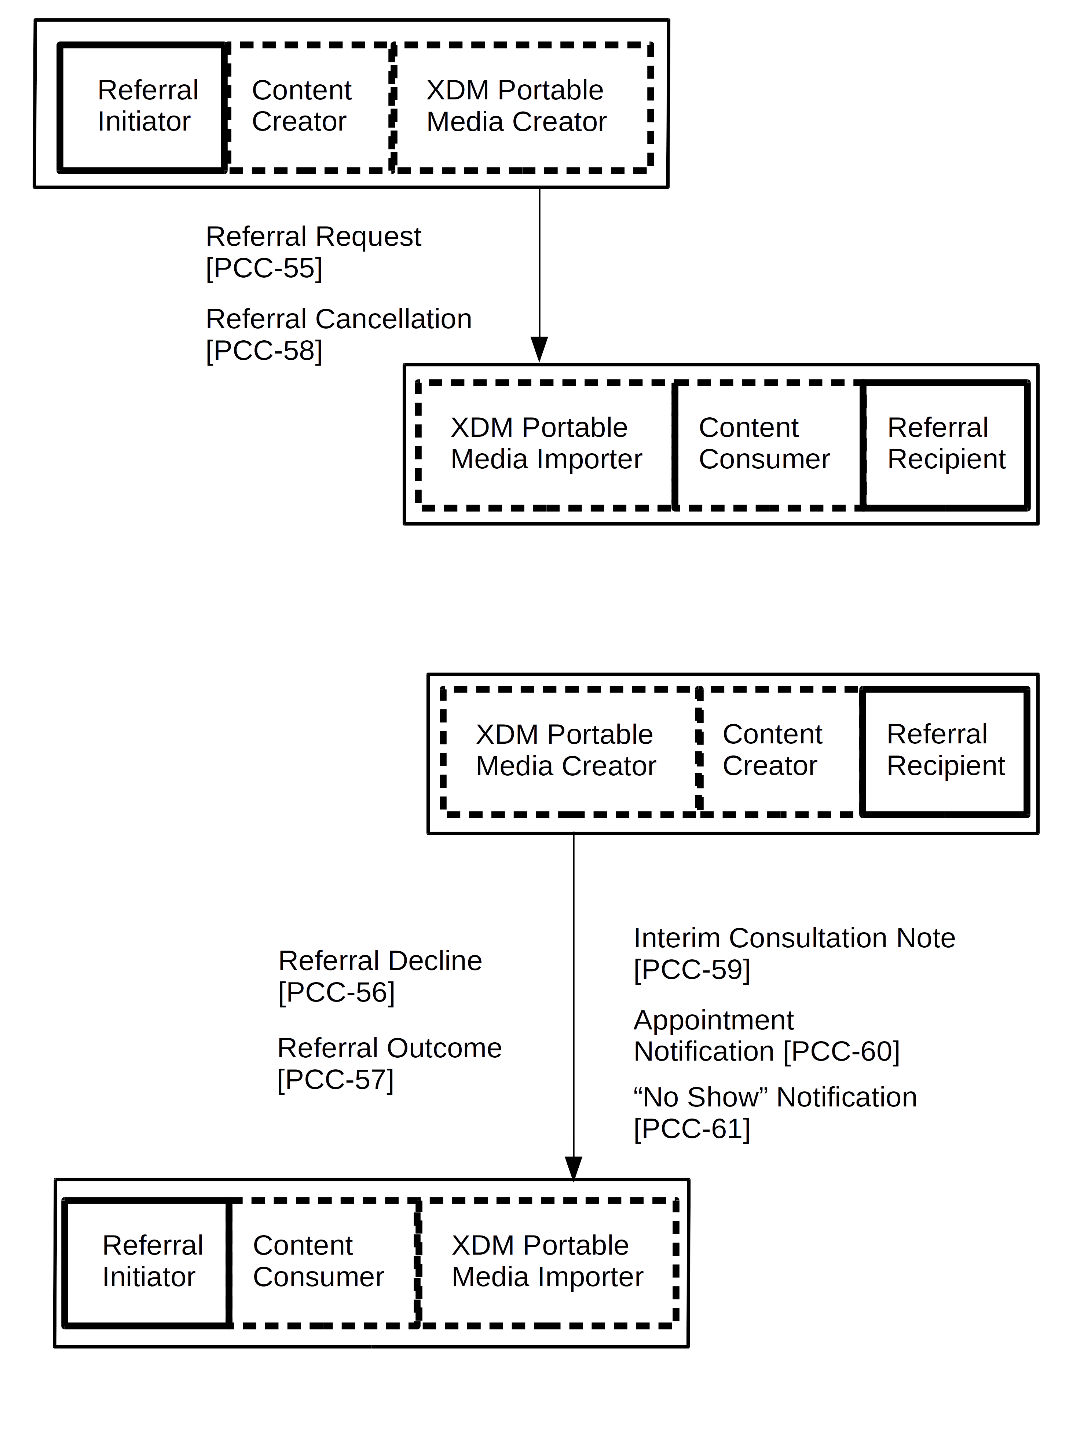 Referral
Initiator
Content
Creator
XDM Portable
Media Creator
Referral Request
[PCC-55]
Referral Cancellation
[PCC-58]
XDM Portable
Media Importer
Content
Consumer
Referral
Recipient
XDM Portable
Media Creator
Content
Creator
Referral
Recipient
Referral Decline
[PCC-56]
Referral Outcome
[PCC-57]
Interim Consultation Note
[PCC-59]
Appointment
Notification [PCC-60]
“No Show” Notification
[PCC-61]
Referral
Initiator
Content
Consumer
XDM Portable
Media Importer